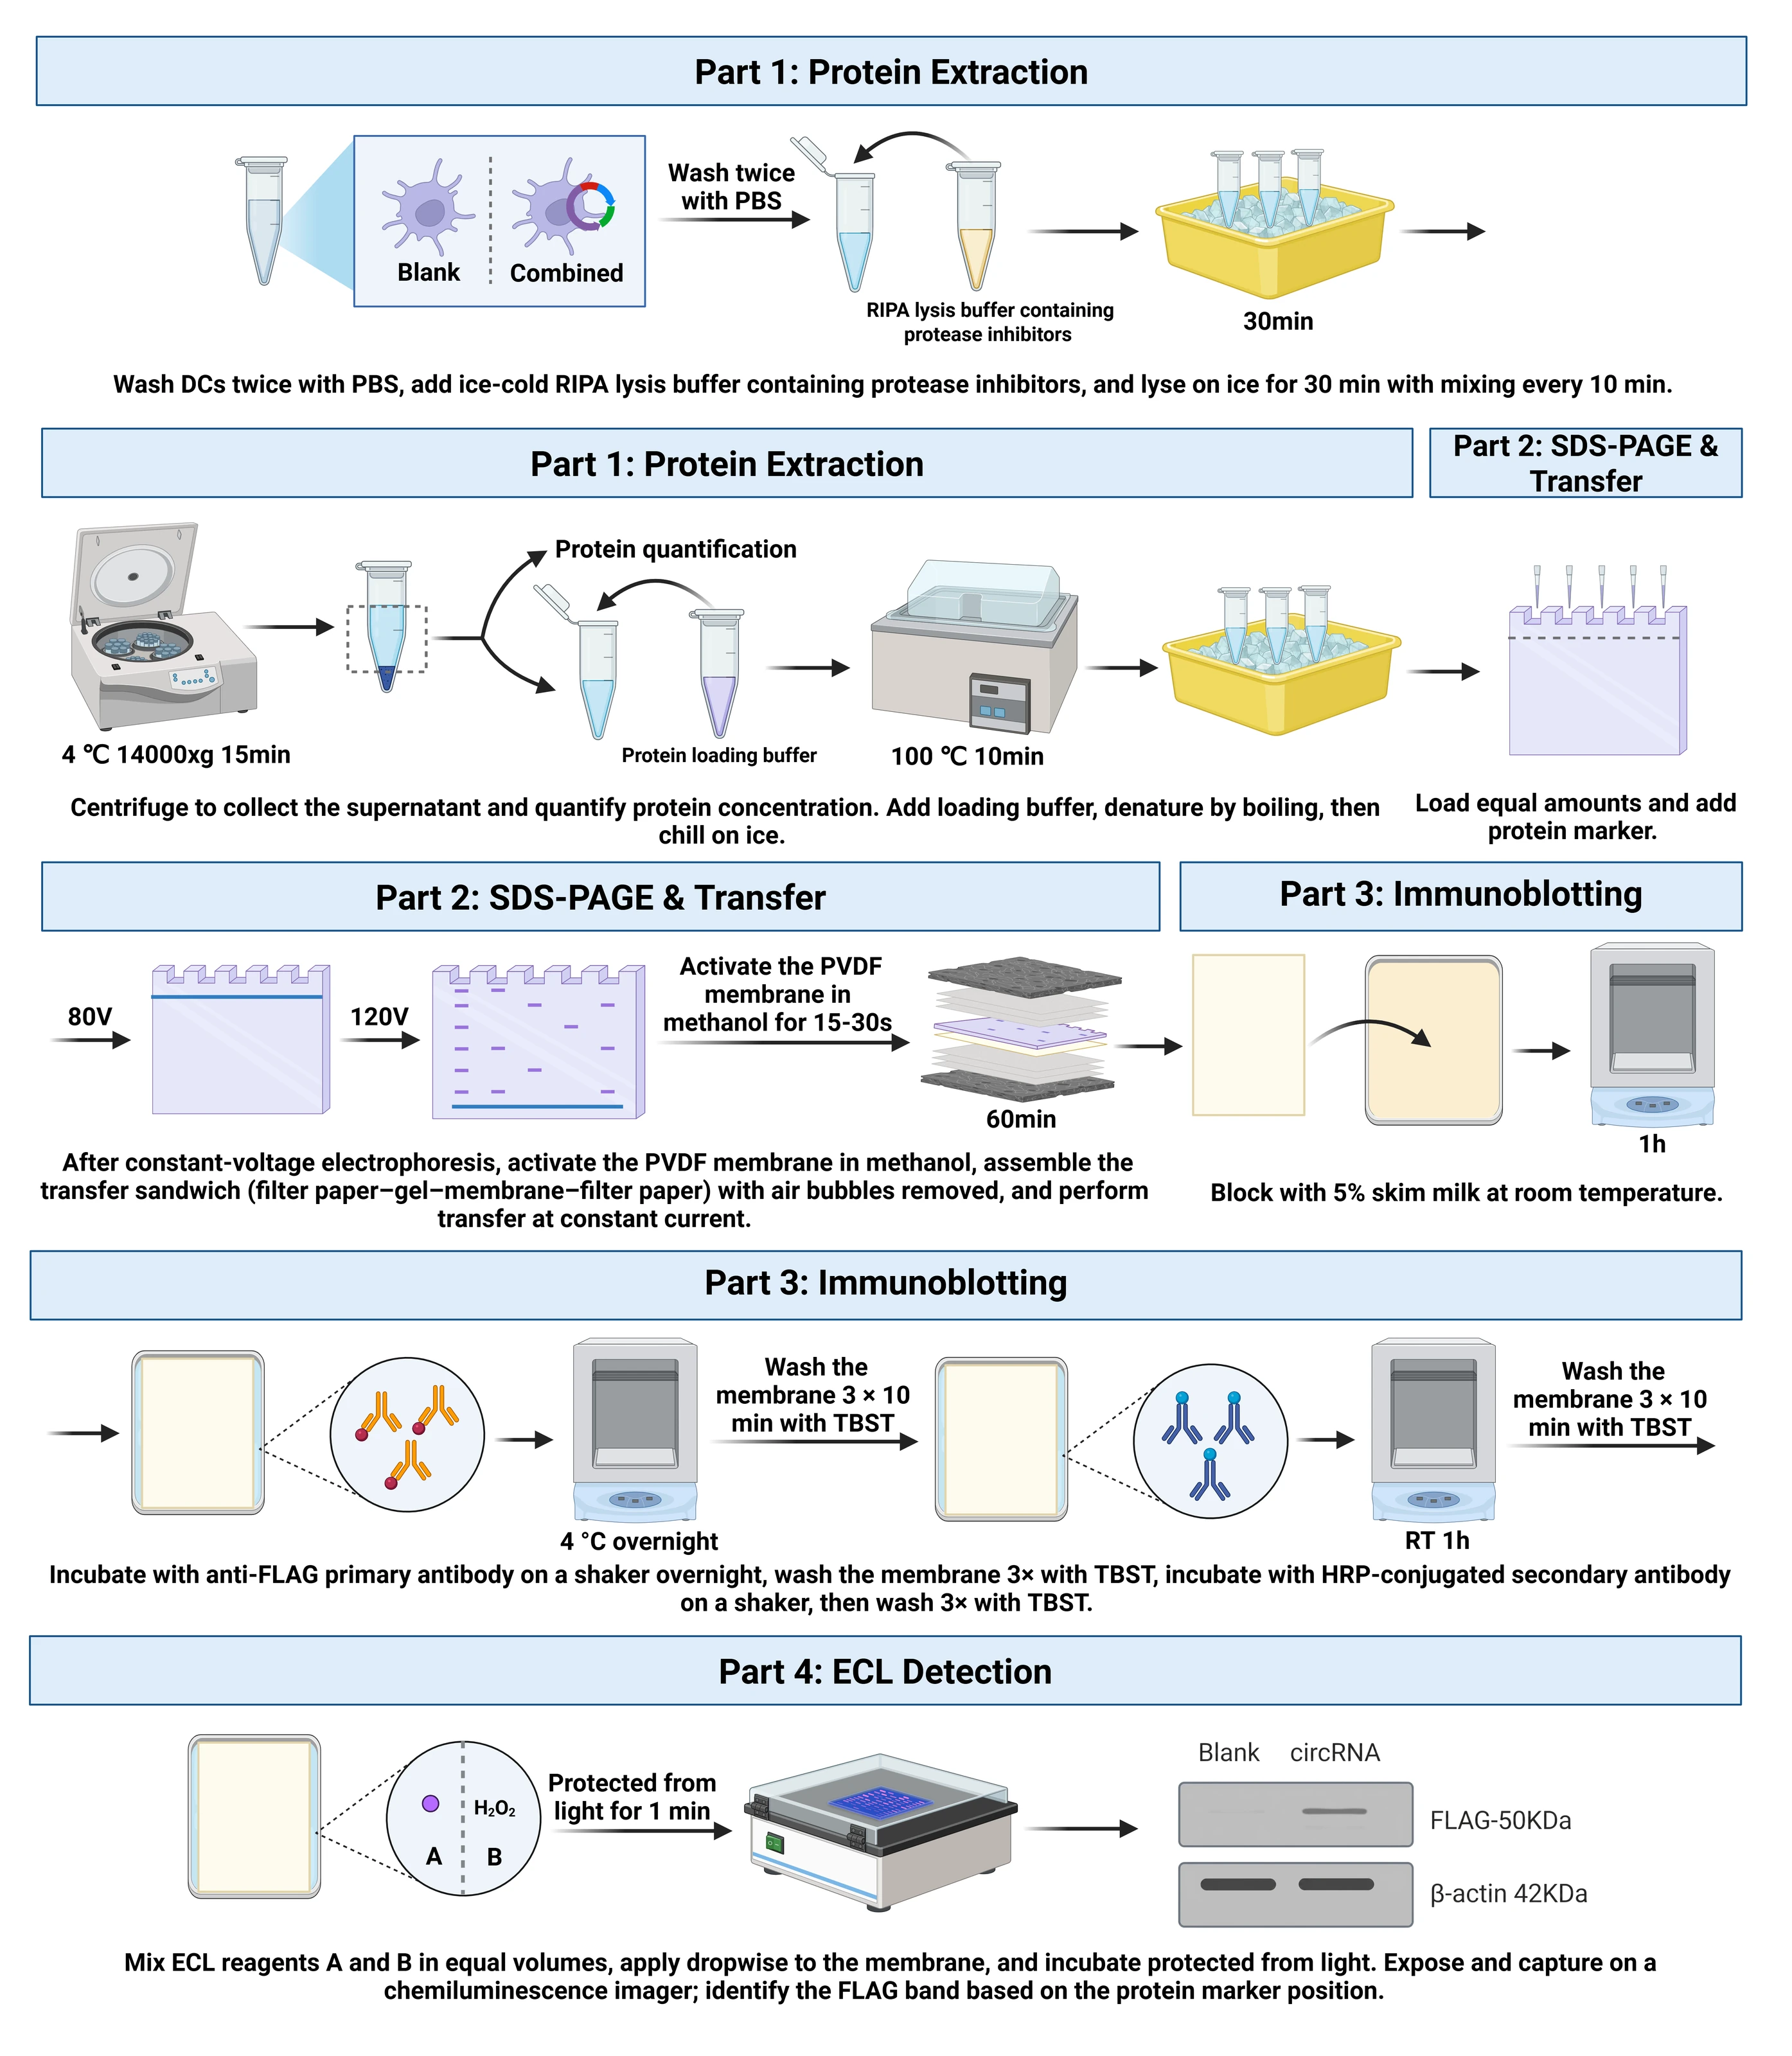 Part 1: Protein Extraction
Blank
Combined
Wash twice
with PBS
RIPA lysis buffer containing
protease inhibitors
30min
Wash DCs twice with PBS, add ice-cold RIPA lysis buffer containing protease inhibitors, and lyse on ice for 30 min with mixing every 10 min.
Part 1: Protein Extraction
Part 2: SDS-PAGE &
Transfer
Protein quantification
4 ℃ 14000xg 15min
Protein loading buffer
100 ℃ 10min
Centrifuge to collect the supernatant and quantify protein concentration. Add loading buffer, denature by boiling, then
chill on ice.
Load equal amounts and add
protein marker.
Part 2: SDS-PAGE & Transfer
Part 3: Immunoblotting
80V
120V
Activate the PVDF
membrane in
methanol for 15-30s
60min
1h
After constant-voltage electrophoresis, activate the PVDF membrane in methanol, assemble the
transfer sandwich (filter paper–gel–membrane–filter paper) with air bubbles removed, and perform
transfer at constant current.
Block with 5% skim milk at room temperature.
Part 3: Immunoblotting
4 °C overnight
Wash the
membrane 3 × 10
min with TBST
RT 1h
Wash the
membrane 3 × 10
min with TBST
Incubate with anti-FLAG primary antibody on a shaker overnight, wash the membrane 3× with TBST, incubate with HRP-conjugated secondary antibody
on a shaker, then wash 3× with TBST.
Part 4: ECL Detection
H₂O₂
A
B
Protected from
light for 1 min
Blank
circRNA
FLAG-50KDa
β-actin 42KDa
Mix ECL reagents A and B in equal volumes, apply dropwise to the membrane, and incubate protected from light. Expose and capture on a
chemiluminescence imager; identify the FLAG band based on the protein marker position.